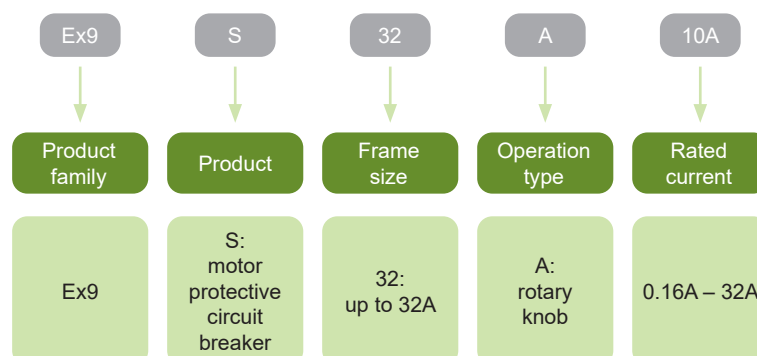 Ex9
S
32
A
10A
Product
family
Product
Frame
size
Operation
type
Rated
current
Ex9
S:
motor
protective
circuit
breaker
32:
up to 32A
A:
rotary
knob
0.16A – 32A